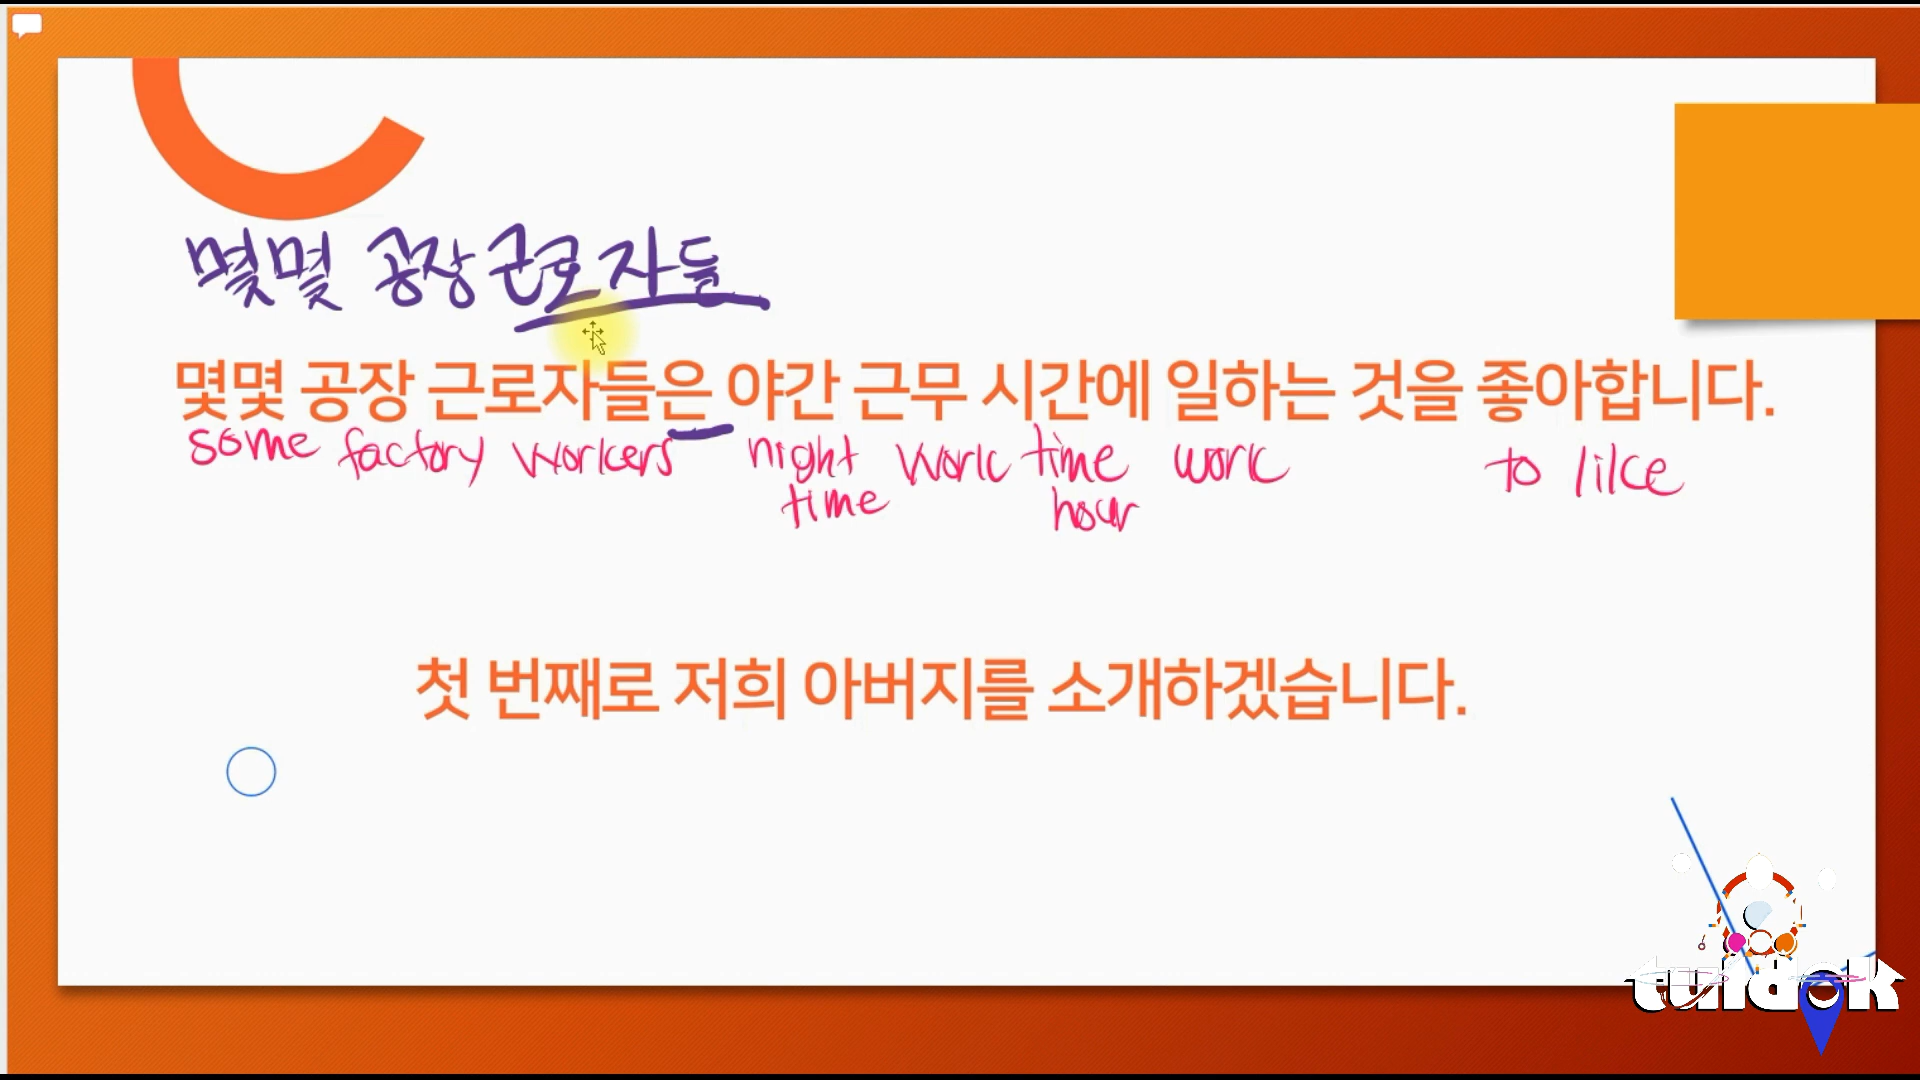 몇몇 공장 근로자들
몇몇 공장 근로자들은 야간 근무 시간에 일하는 것을 좋아합니다.
some factory workers night work time work to like
time hour
첫 번째로 저희 아버지를 소개하겠습니다.